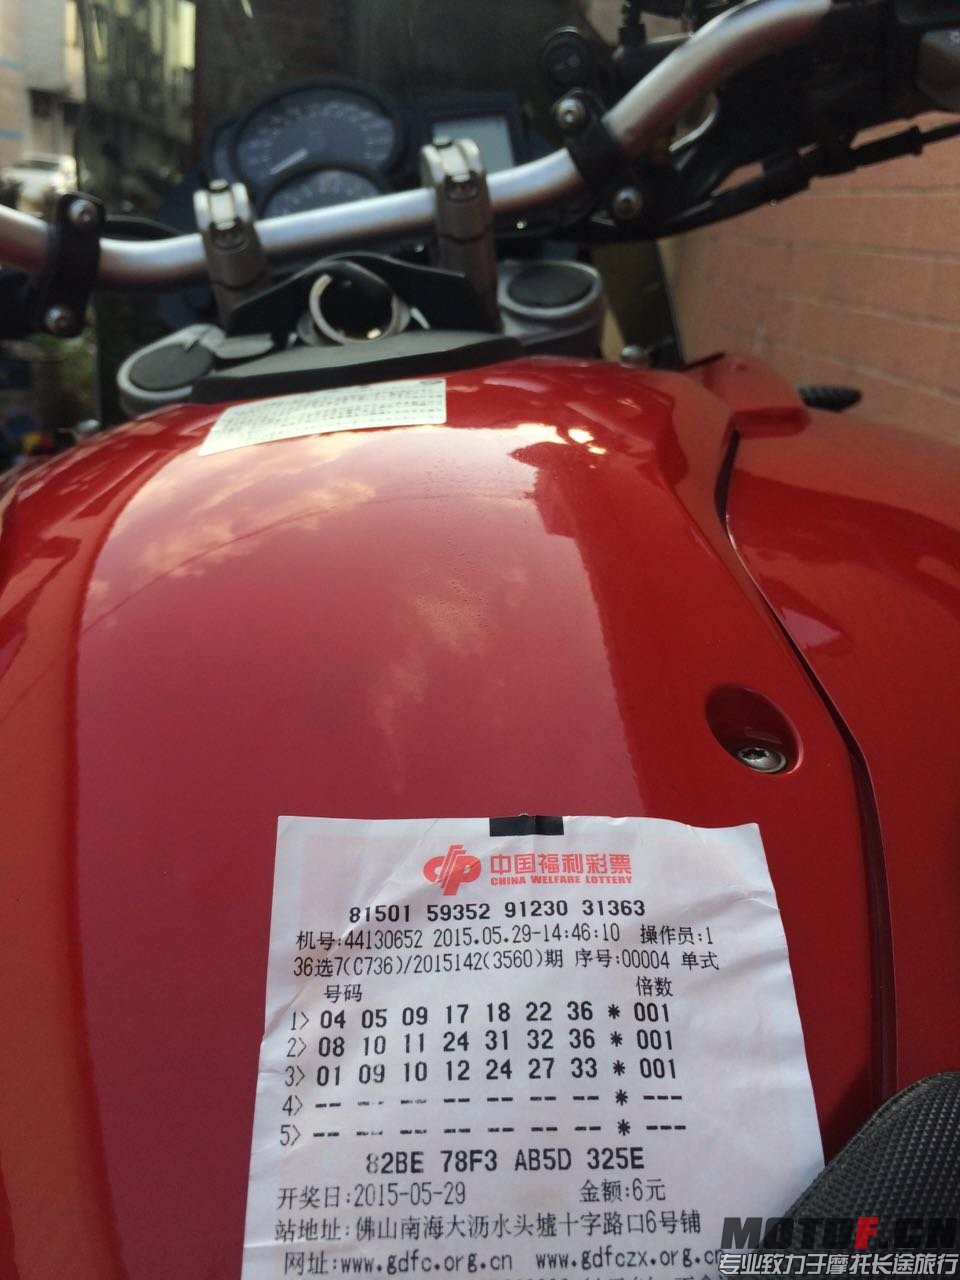 中国福利彩票
CHINA WELFARE LOTTERY
81501 59352 91230 31363
机号:44130652 2015.05.29-14:46:10 操作员:1
36选7(C736)/2015142(3560)期 序号:00004 单式
号码 倍数
1> 04 05 09 17 18 22 36 * 001
2> 08 10 11 24 31 32 36 * 001
3> 01 09 10 12 24 27 33 * 001
4> -- -- -- -- -- -- -- * ---
5> -- -- -- -- -- -- -- * ---
82BE 78F3 AB5D 325E
开奖日:2015-05-29 金额:6元
站地址:佛山南海大沥水头墟十字路口6号铺
网址:www.gdfc.org.cn www.gdfczx.org.cn
MOTOF.CN
专业致力于摩托长途旅行